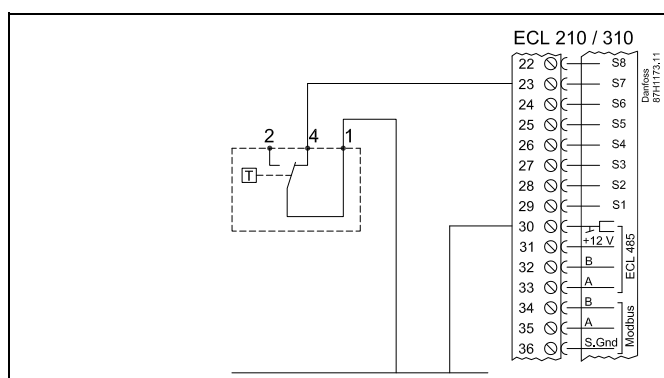 ECL 210 / 310
22 S8
23 S7
24 S6
25 S5
26 S4
27 S3
28 S2
29 S1
30
31 +12 V
32 B
33 A
34 B
35 A
36 S.Gnd
ECL 485
Modbus
Danfoss
87H1173.11
2 4 1
T